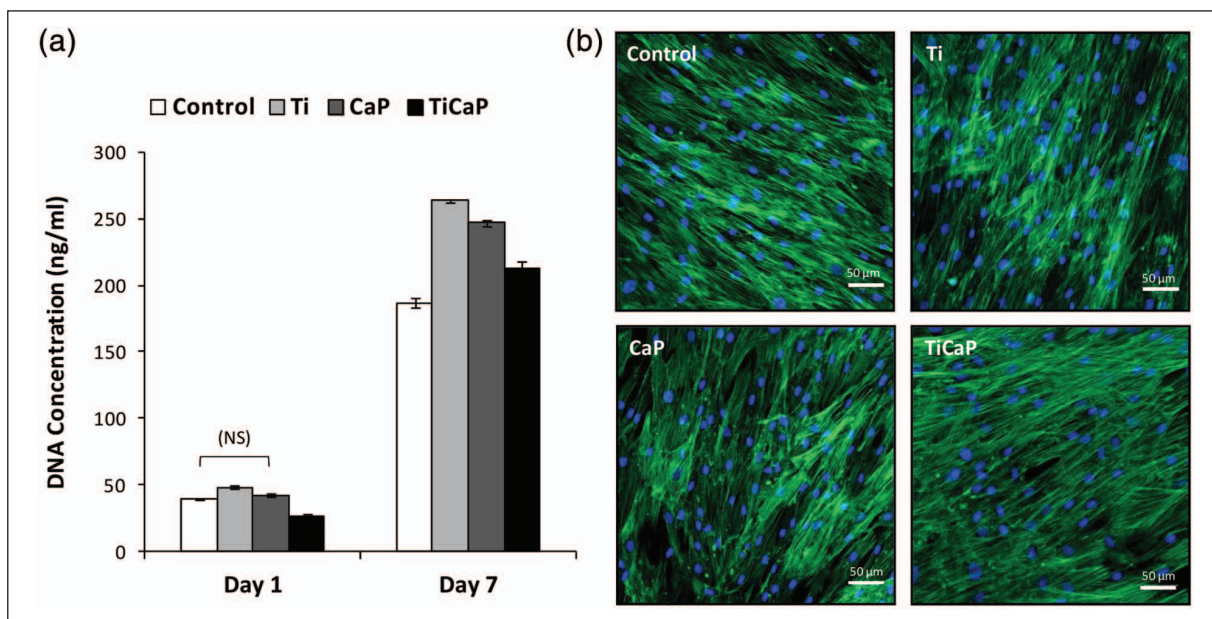 (a)
Control Ti CaP TiCaP
300
250
200
150
100
50
0
DNA Concentration (ng/ml)
(NS)
Day 1 Day 7
(b)
Control
50 µm
Ti
50 µm
CaP
50 µm
TiCaP
50 µm